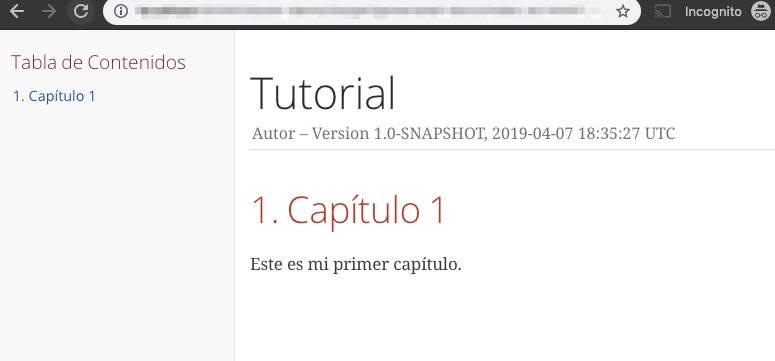 Incognito
Tabla de Contenidos
1. Capítulo 1
Tutorial
Autor – Version 1.0-SNAPSHOT, 2019-04-07 18:35:27 UTC
1. Capítulo 1
Este es mi primer capítulo.